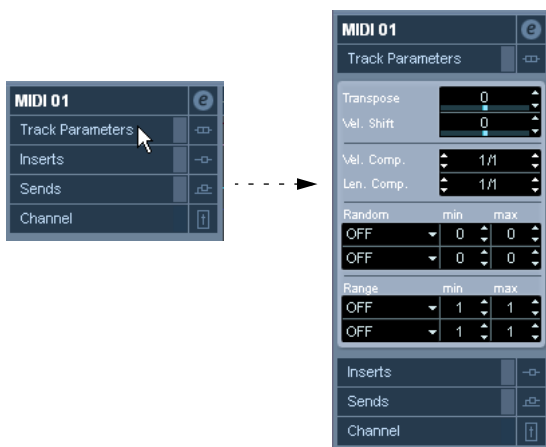 MIDI 01 e
Track Parameters
Inserts
Sends
Channel
MIDI 01 e
Track Parameters
Transpose 0
Vel. Shift 0
Vel. Comp. 1/1
Len. Comp. 1/1
Random min max
OFF 0 0
OFF 0 0
Range min max
OFF 1 1
OFF 1 1
Inserts
Sends
Channel